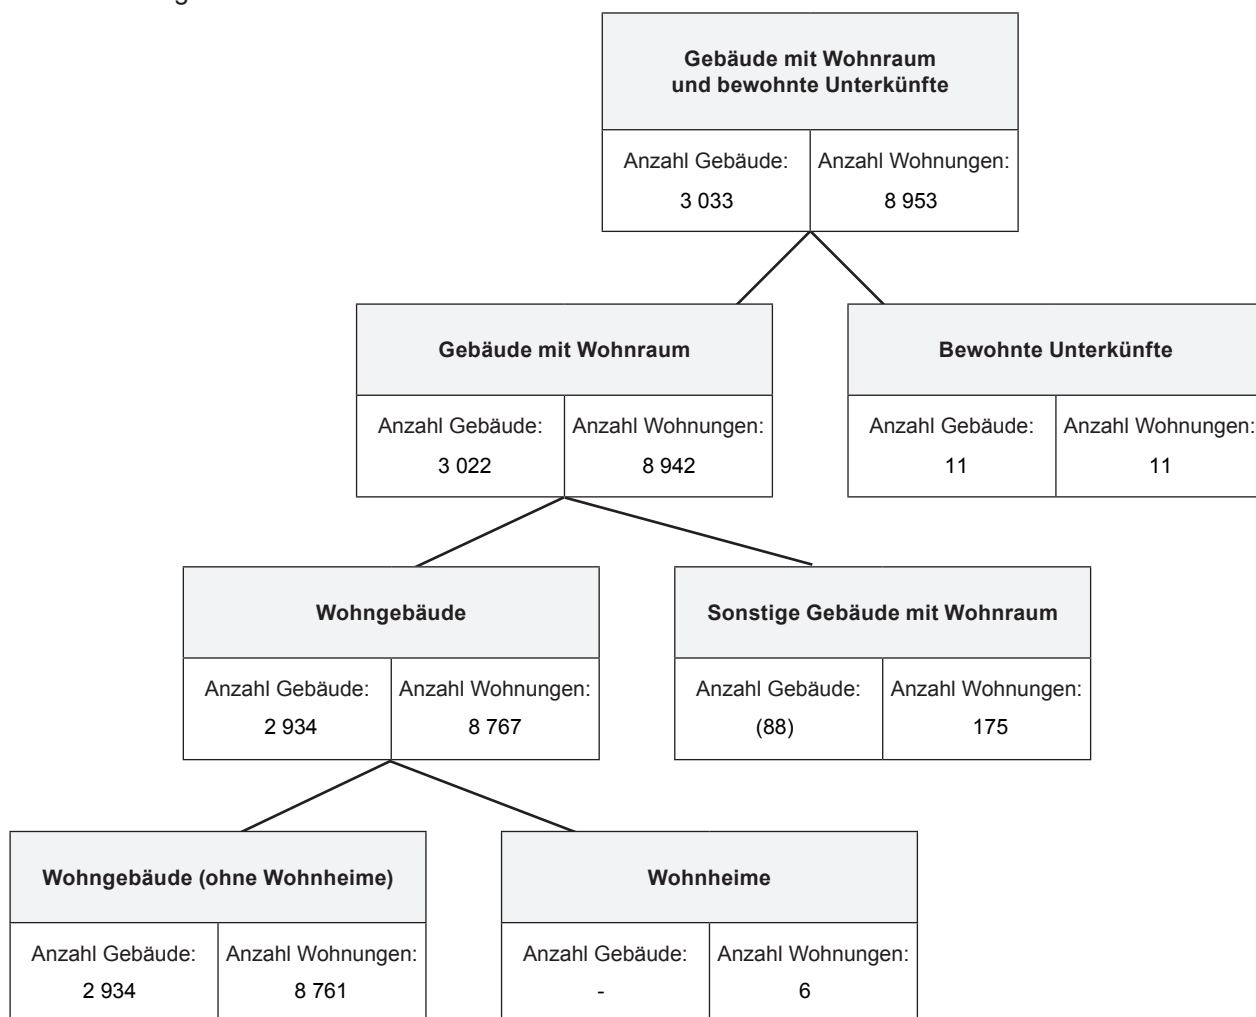 Gebäude mit Wohnraum
und bewohnte Unterkünfte
Anzahl Gebäude: Anzahl Wohnungen:
3 033 8 953
Gebäude mit Wohnraum Bewohnte Unterkünfte
Anzahl Gebäude: Anzahl Wohnungen: Anzahl Gebäude: Anzahl Wohnungen:
3 022 8 942 11 11
Wohngebäude Sonstige Gebäude mit Wohnraum
Anzahl Gebäude: Anzahl Wohnungen: Anzahl Gebäude: Anzahl Wohnungen:
2 934 8 767 (88) 175
Wohngebäude (ohne Wohnheime) Wohnheime
Anzahl Gebäude: Anzahl Wohnungen: Anzahl Gebäude: Anzahl Wohnungen:
2 934 8 761 - 6